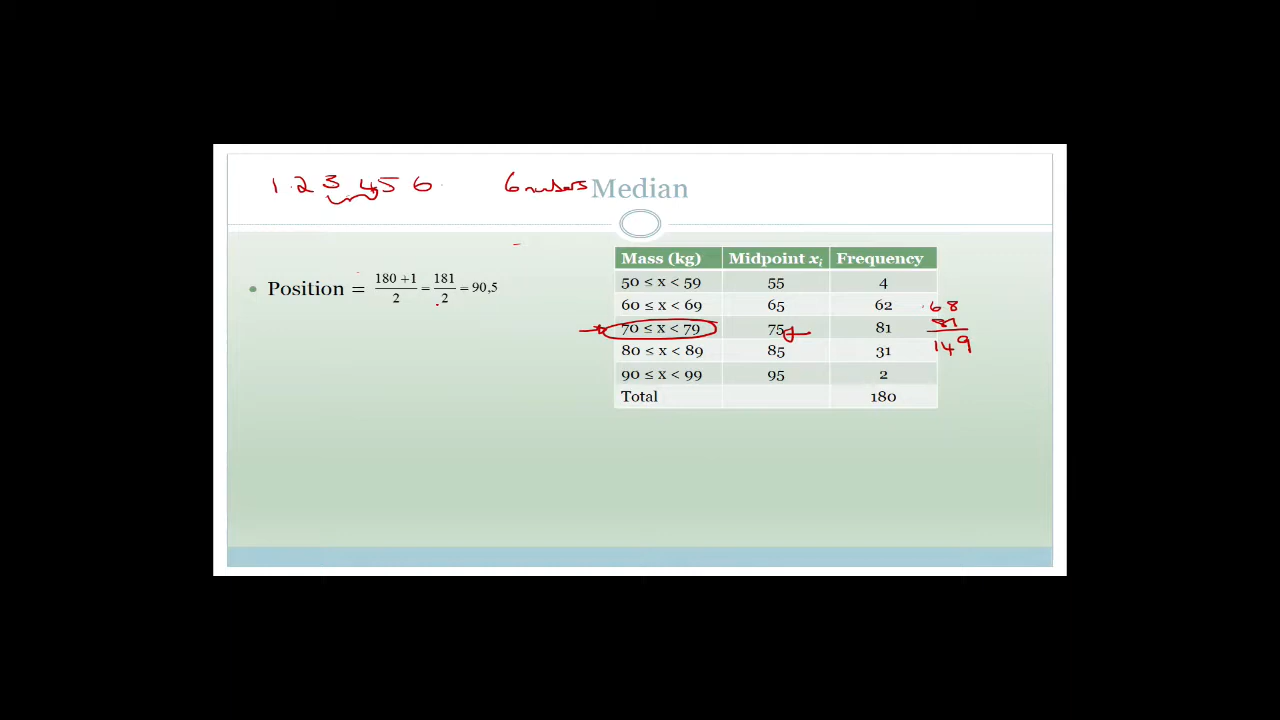 1 2 3 4 5 6 6 numbers Median
Position = 180 + 1 / 2 = 181 / 2 = 90,5
Mass (kg) Midpoint xi Frequency
50 ≤ x < 59 55 4
60 ≤ x < 69 65 62 68
70 ≤ x < 79 75 81 81
80 ≤ x < 89 85 31 149
90 ≤ x < 99 95 2
Total 180